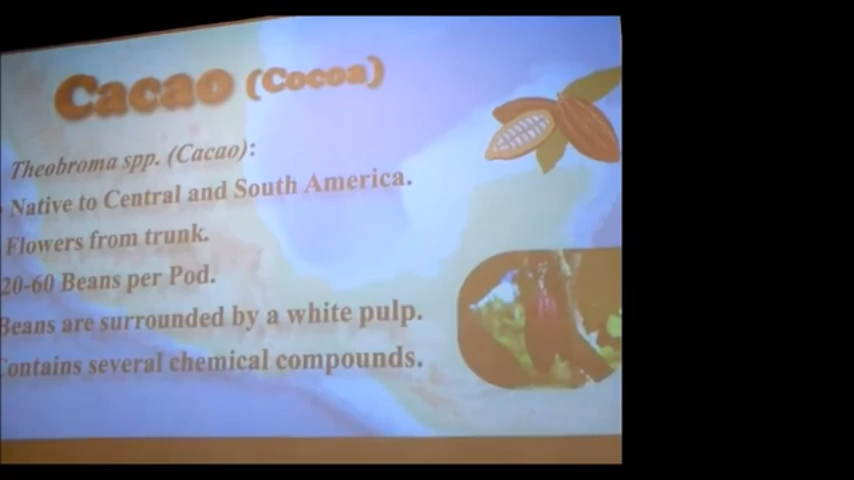 Cacao (Cocoa)
Theobroma spp. (Cacao):
Native to Central and South America.
Flowers from trunk.
20-60 Beans per Pod.
Beans are surrounded by a white pulp.
Contains several chemical compounds.